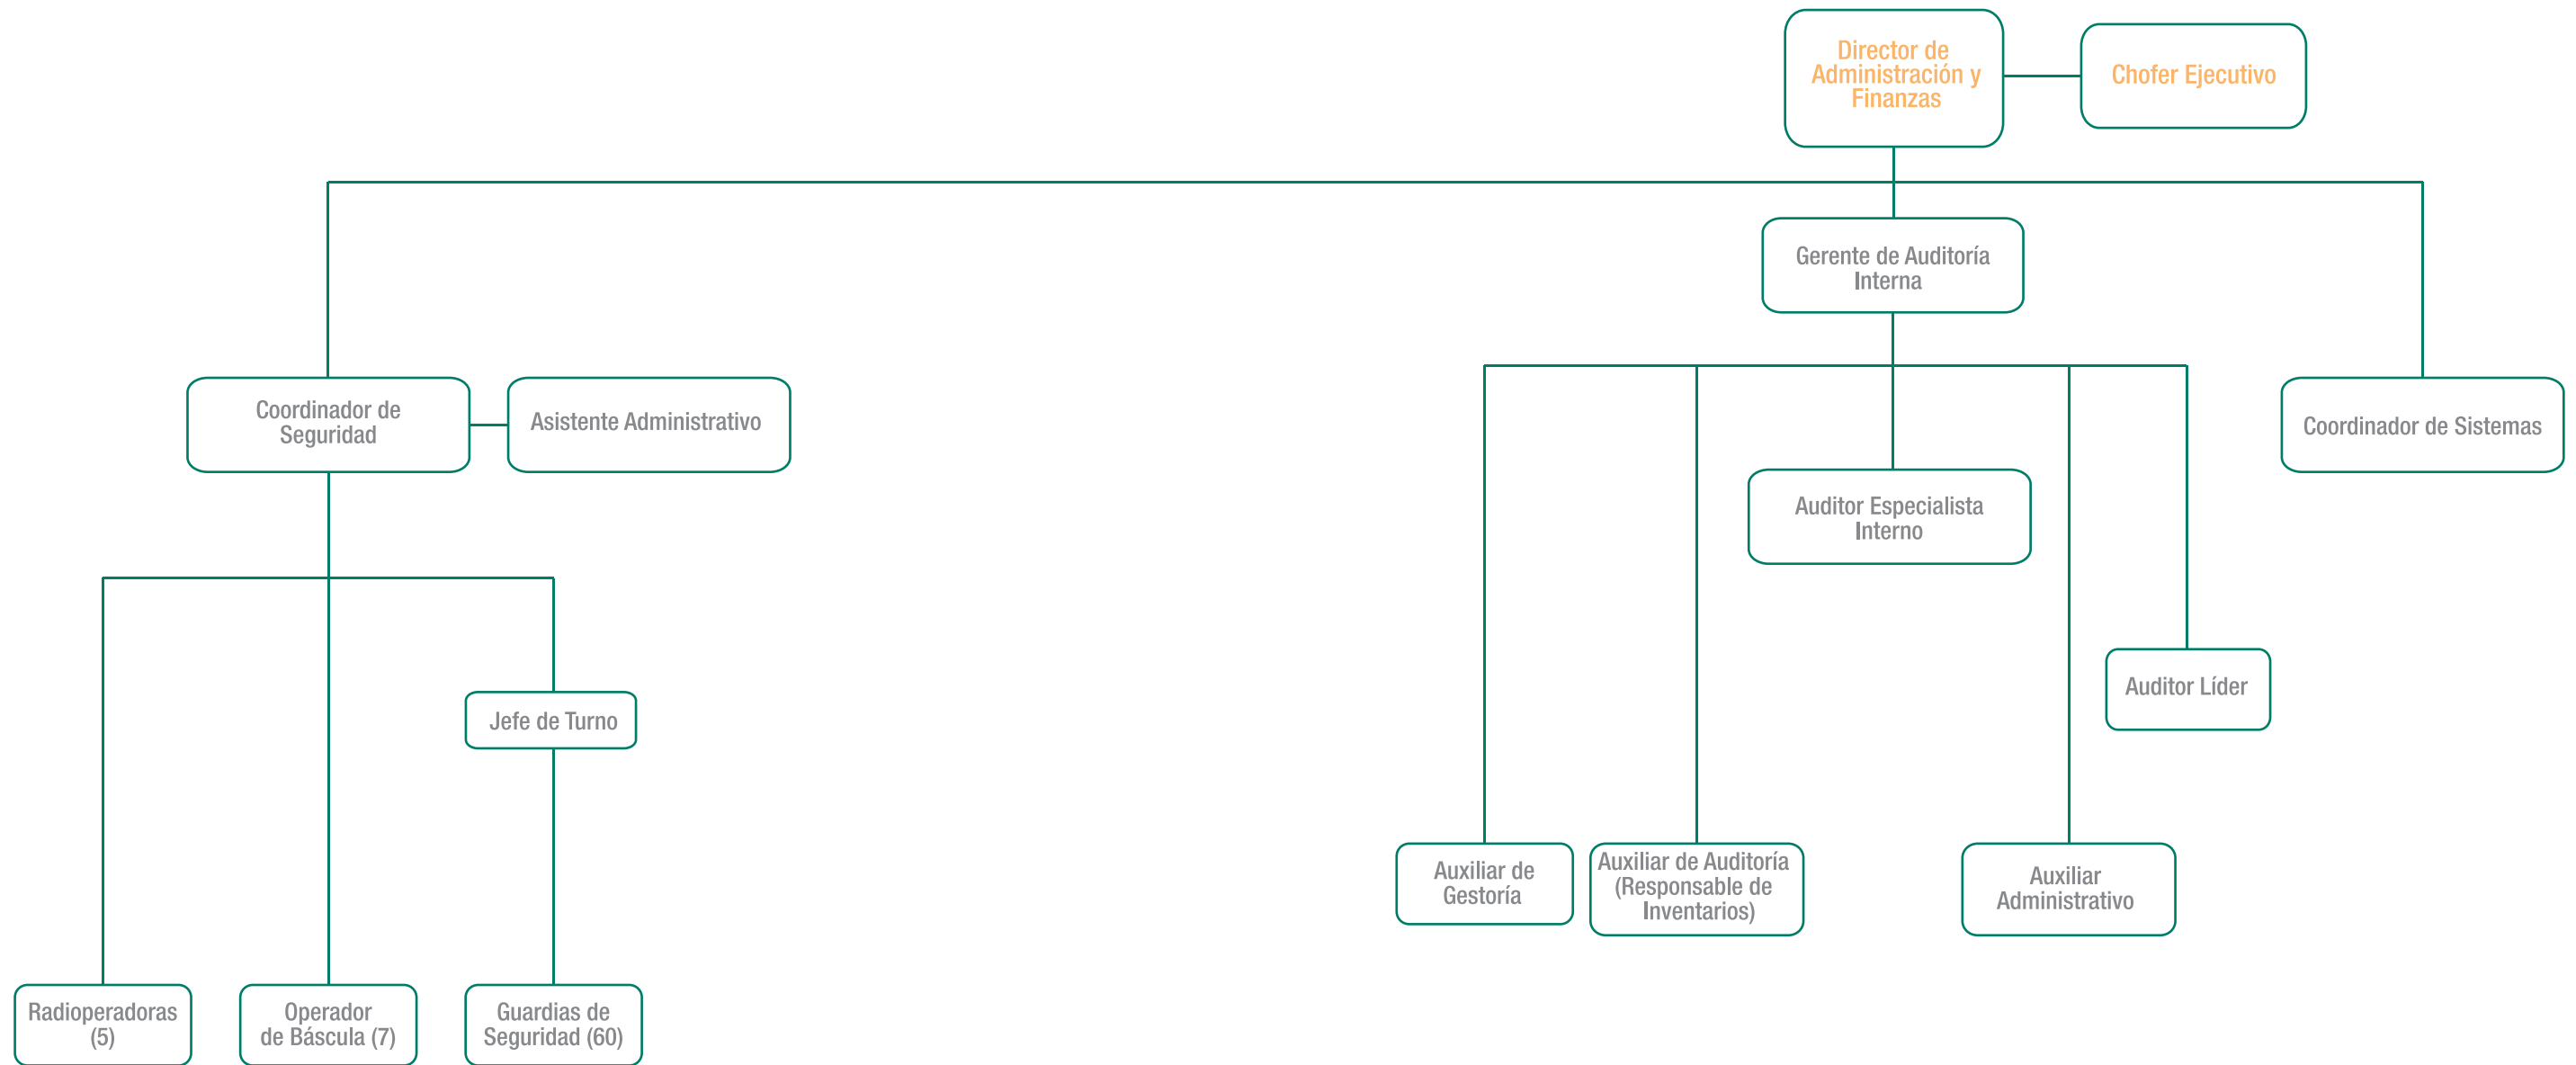 Director de
Administración y
Finanzas
Chofer Ejecutivo
Gerente de Auditoría
Interna
Coordinador de
Seguridad
Asistente Administrativo
Coordinador de Sistemas
Auditor Especialista
Interno
Auditor Líder
Jefe de Turno
Auxiliar de
Gestoría
Auxiliar de Auditoría
(Responsable de
Inventarios)
Auxiliar
Administrativo
Radioperadoras
(5)
Operador
de Báscula (7)
Guardias de
Seguridad (60)